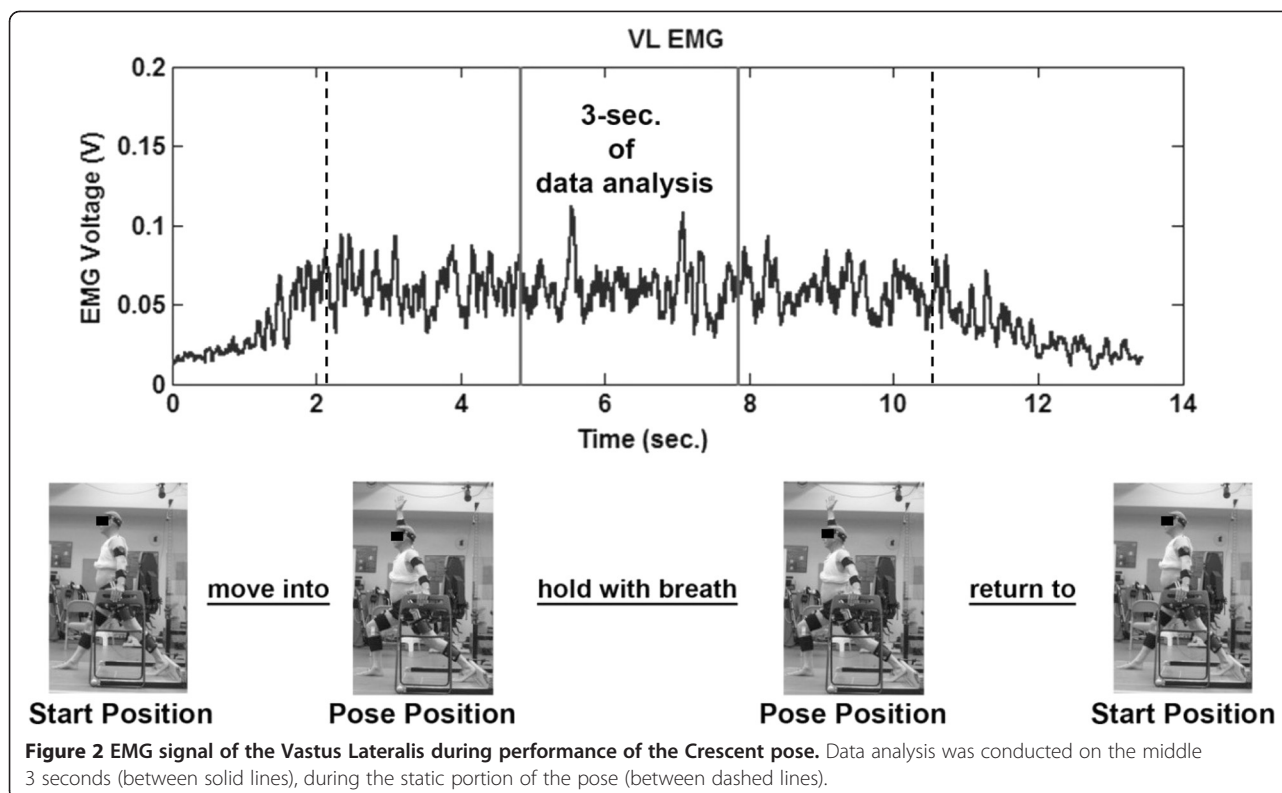 VL EMG
0.2
0.15
0.1
0.05
0
EMG Voltage (V)
3-sec.
of
data analysis
0 2 4 6 8 10 12 14
Time (sec.)
move into hold with breath return to
Start Position Pose Position Pose Position Start Position
Figure 2 EMG signal of the Vastus Lateralis during performance of the Crescent pose. Data analysis was conducted on the middle
3 seconds (between solid lines), during the static portion of the pose (between dashed lines).